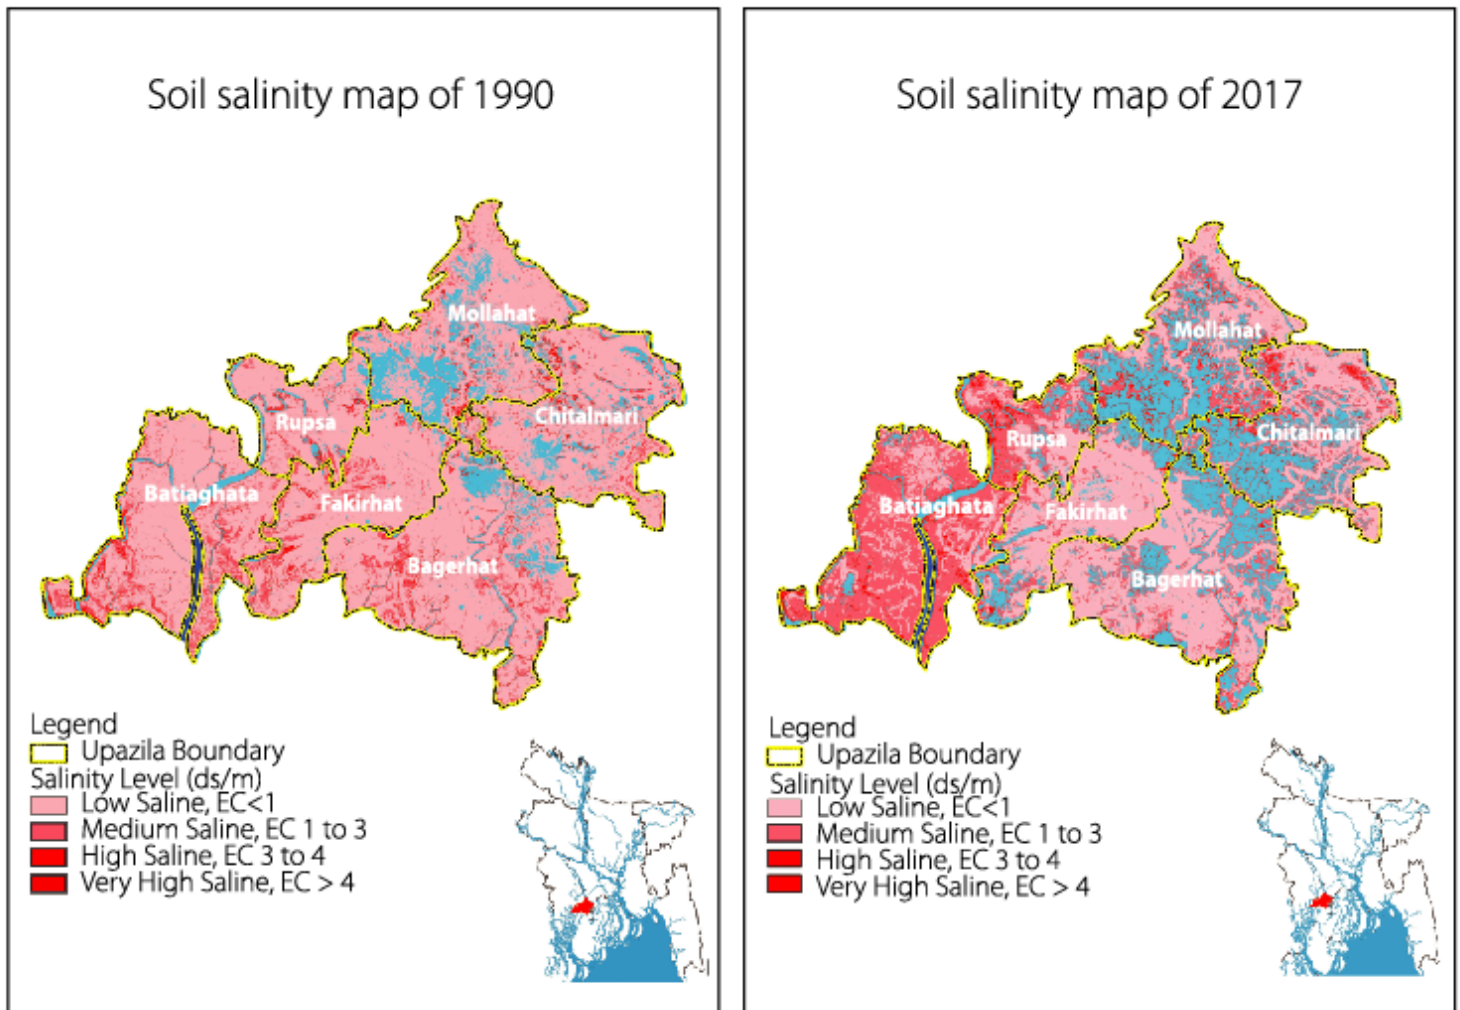 Soil salinity map of 1990
Mollahat
Chitalmari
Rupsa
Batiaghata
Fakirhat
Bagerhat
Legend
Upazila Boundary
Salinity Level (ds/m)
Low Saline, EC<1
Medium Saline, EC 1 to 3
High Saline, EC 3 to 4
Very High Saline, EC > 4
Soil salinity map of 2017
Mollahat
Chitalmari
Rupsa
Batiaghata
Fakirhat
Bagerhat
Legend
Upazila Boundary
Salinity Level (ds/m)
Low Saline, EC<1
Medium Saline, EC 1 to 3
High Saline, EC 3 to 4
Very High Saline, EC > 4